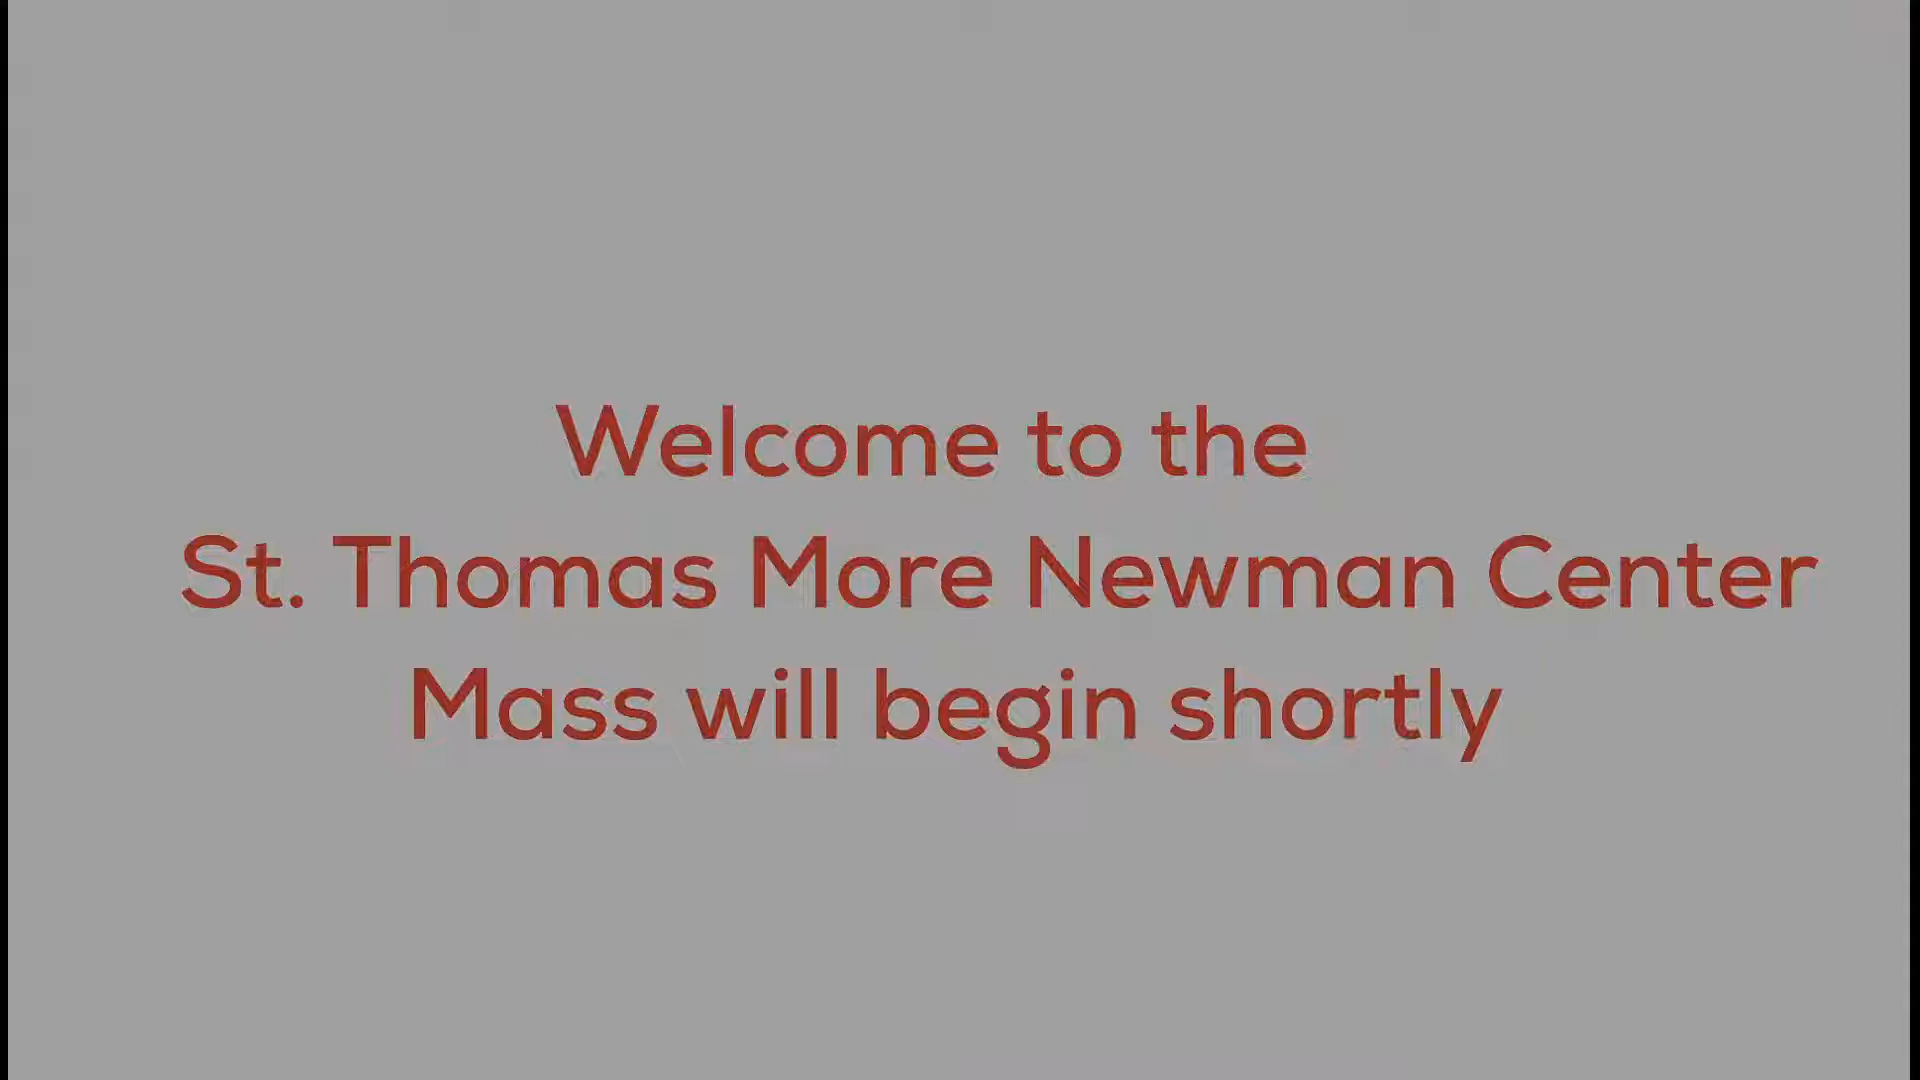 Welcome to the
St. Thomas More Newman Center
Mass will begin shortly